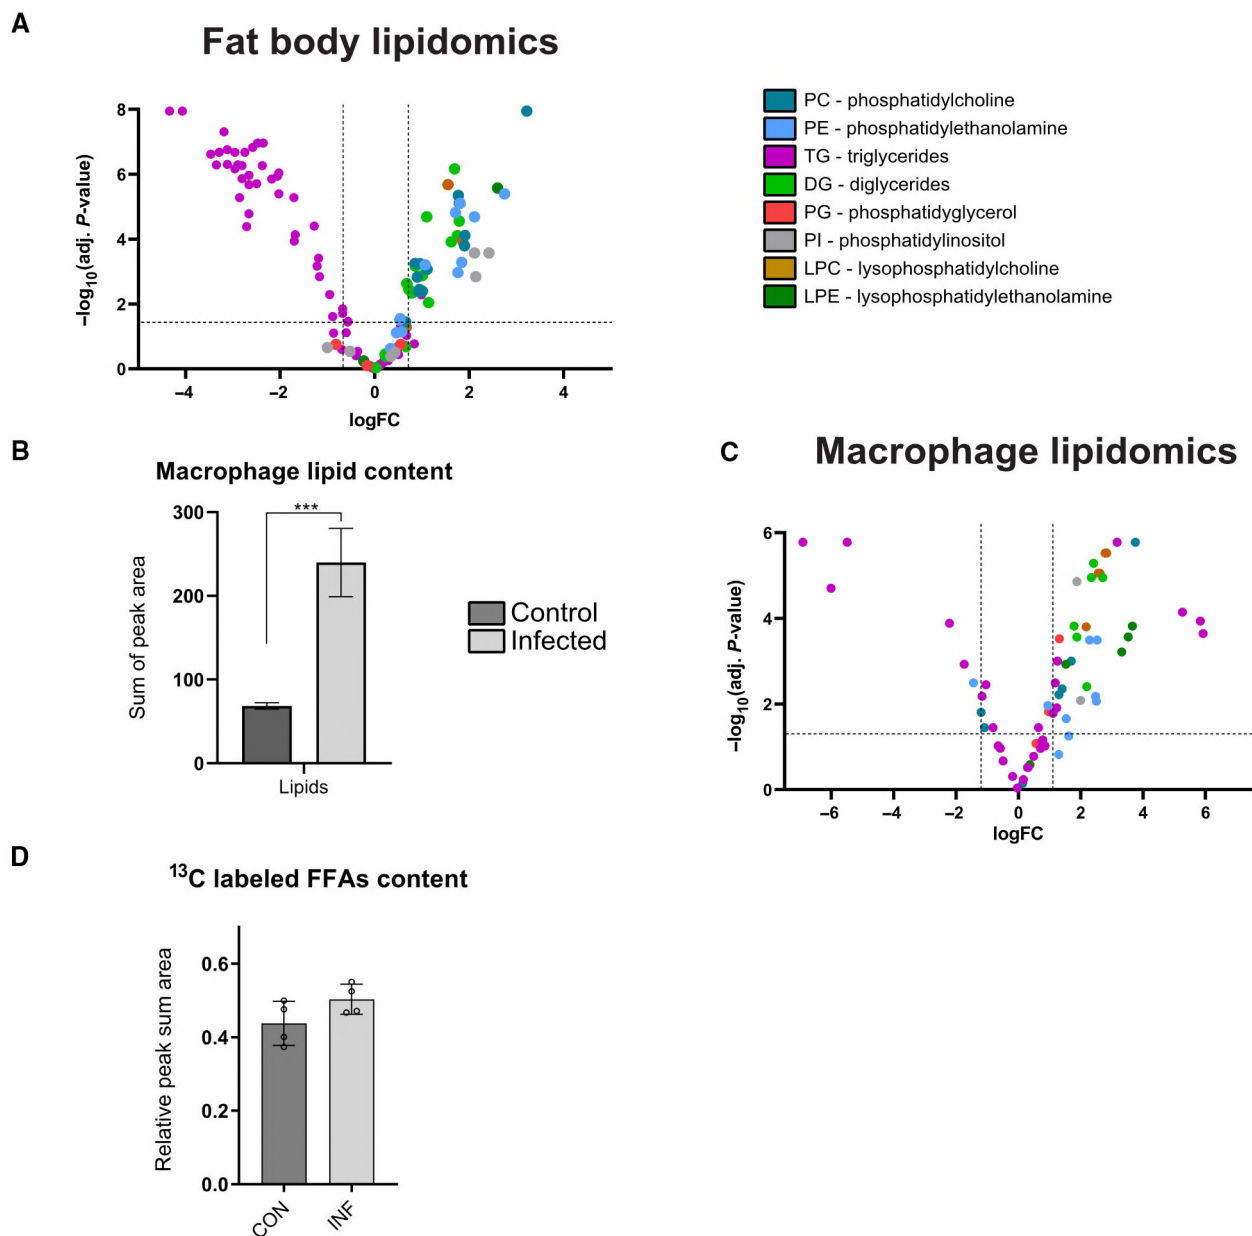 A
Fat body lipidomics
−log10(adj. P-value)
8
6
4
2
0
−4
−2
0
2
4
logFC
PC - phosphatidylcholine
PE - phosphatidylethanolamine
TG - triglycerides
DG - diglycerides
PG - phosphatidyglycerol
PI - phosphatidylinositol
LPC - lysophosphatidylcholine
LPE - lysophosphatidylethanolamine
B
Macrophage lipid content
Sum of peak area
300
200
100
0
***
Lipids
Control
Infected
C
Macrophage lipidomics
−log10(adj. P-value)
6
4
2
0
−6
−4
−2
0
2
4
6
logFC
D
13C labeled FFAs content
Relative peak sum area
0.6
0.4
0.2
0.0
CON
INF